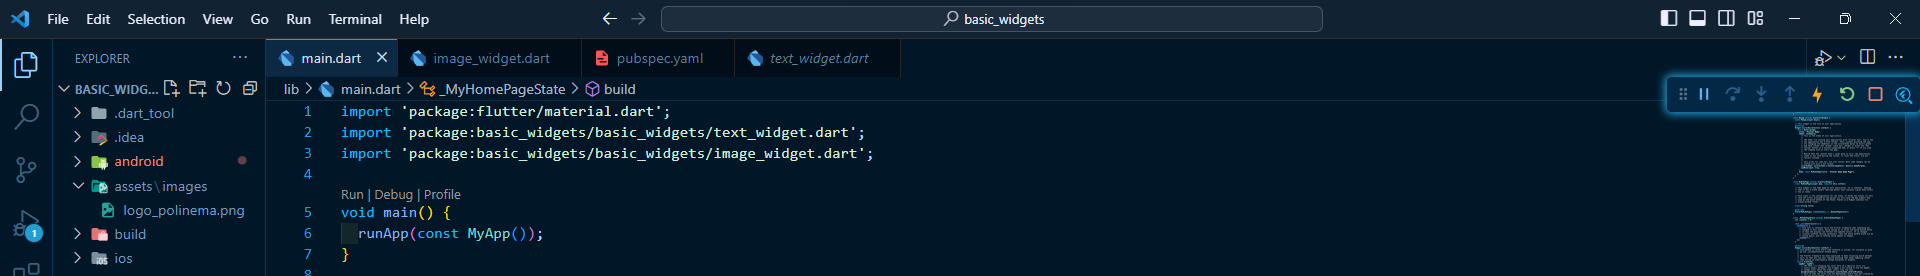 File Edit Selection View Go Run Terminal Help
basic_widgets
EXPLORER
main.dart
image_widget.dart
pubspec.yaml
text_widget.dart
BASIC_WIDG...
lib > main.dart > _MyHomePageState > build
.dart_tool
.idea
android
assets\images
logo_polinema.png
build
ios
1
1 import 'package:flutter/material.dart';
2 import 'package:basic_widgets/basic_widgets/text_widget.dart';
3 import 'package:basic_widgets/basic_widgets/image_widget.dart';
4
Run | Debug | Profile
5 void main() {
6 runApp(const MyApp());
7 }
8